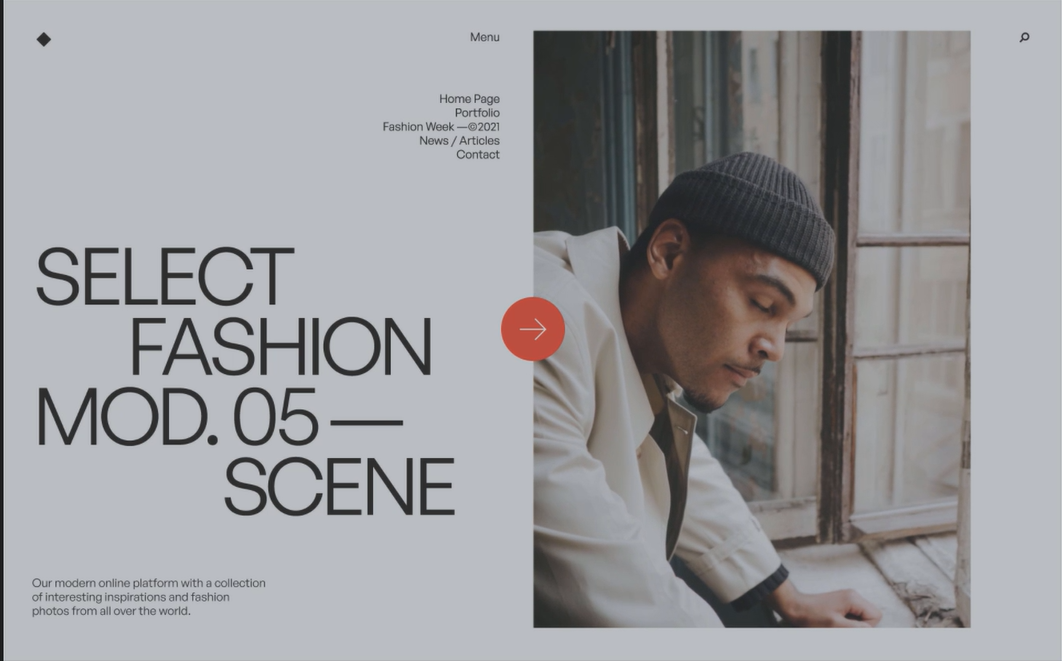 Menu
Home Page
Portfolio
Fashion Week —©2021
News / Articles
Contact
SELECT
FASHION
MOD. 05 —
SCENE
Our modern online platform with a collection
of interesting inspirations and fashion
photos from all over the world.